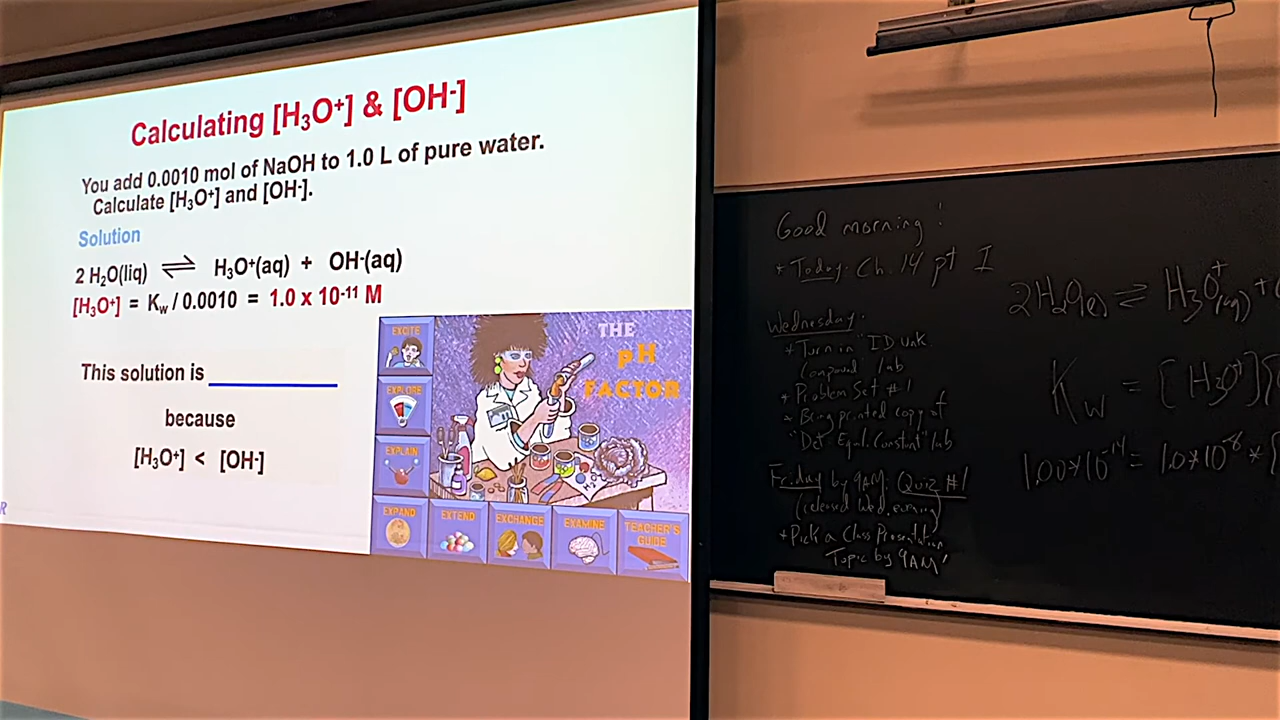 Calculating [H₃O⁺] & [OH-]
You add 0.0010 mol of NaOH to 1.0 L of pure water.
Calculate [H₃O⁺] and [OH-].
Solution
2 H₂O(liq) ⇌ H₃O⁺(aq) + OH-(aq)
[H₃O⁺] = Kw / 0.0010 = 1.0 x 10⁻¹¹ M
This solution is
because
[H₃O⁺] < [OH-]
R
THE
pH
FACTOR
EXCITE
EXPLORE
EXPLAIN
EXPAND
EXTEND
EXCHANGE
EXAMINE
TEACHER'S
GUIDE
H₂O
Good morning!
* Today: Ch. 14 pt I
Wednesday:
* Turn in "ID Unk.
Compound" lab
* Problem Set #1
* Bring printed copy of
"Det. Equil. Constant" lab
Friday by 9AM: Quiz #1
(released Wed. evening)
* Pick a Class Presentation
Topic by 9AM!
2H₂O(l) ⇌ H₃O⁺(aq) +
Kw = [H₃O⁺][
1.00*10⁻¹⁴ = 1.0*10⁻⁸ *